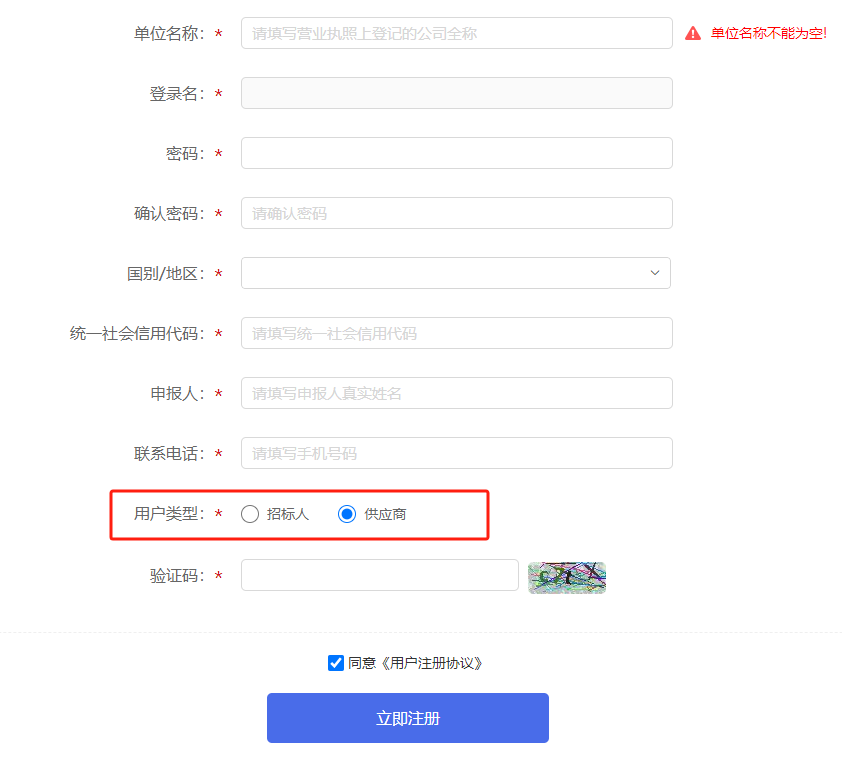 单位名称：* 请填写营业执照上登记的公司全称 单位名称不能为空!
登录名：*
密码：*
确认密码：* 请确认密码
国别/地区：*
统一社会信用代码：* 请填写统一社会信用代码
申报人：* 请填写申报人真实姓名
联系电话：* 请填写手机号码
用户类型：* 招标人 供应商
验证码：*
同意《用户注册协议》
立即注册